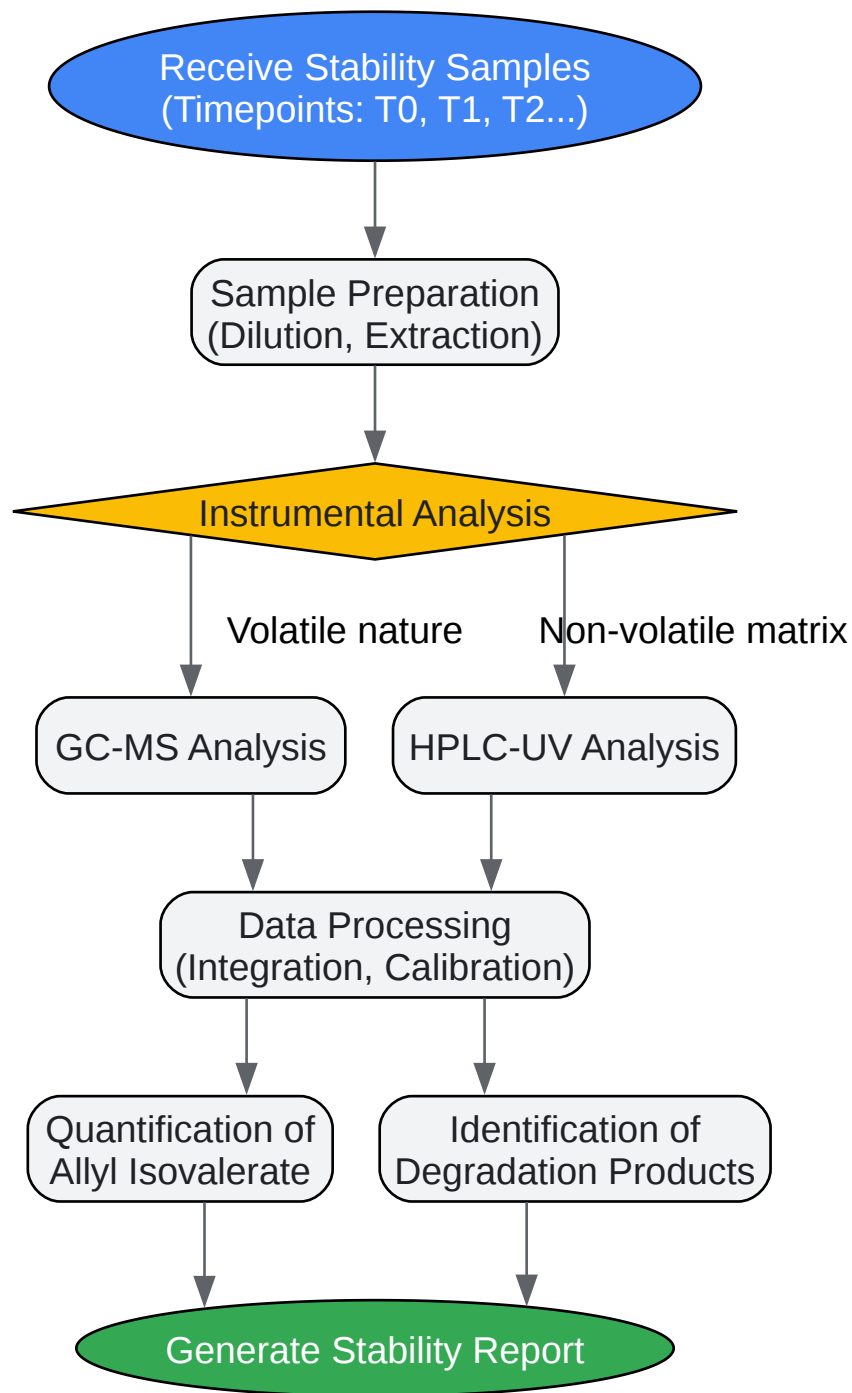 Receive Stability Samples
(Timepoints: T0, T1, T2...)
Sample Preparation
(Dilution, Extraction)
Instrumental Analysis
Volatile nature
Non-volatile matrix
GC-MS Analysis
HPLC-UV Analysis
Data Processing
(Integration, Calibration)
Quantification of
Allyl Isovalerate
Identification of
Degradation Products
Generate Stability Report